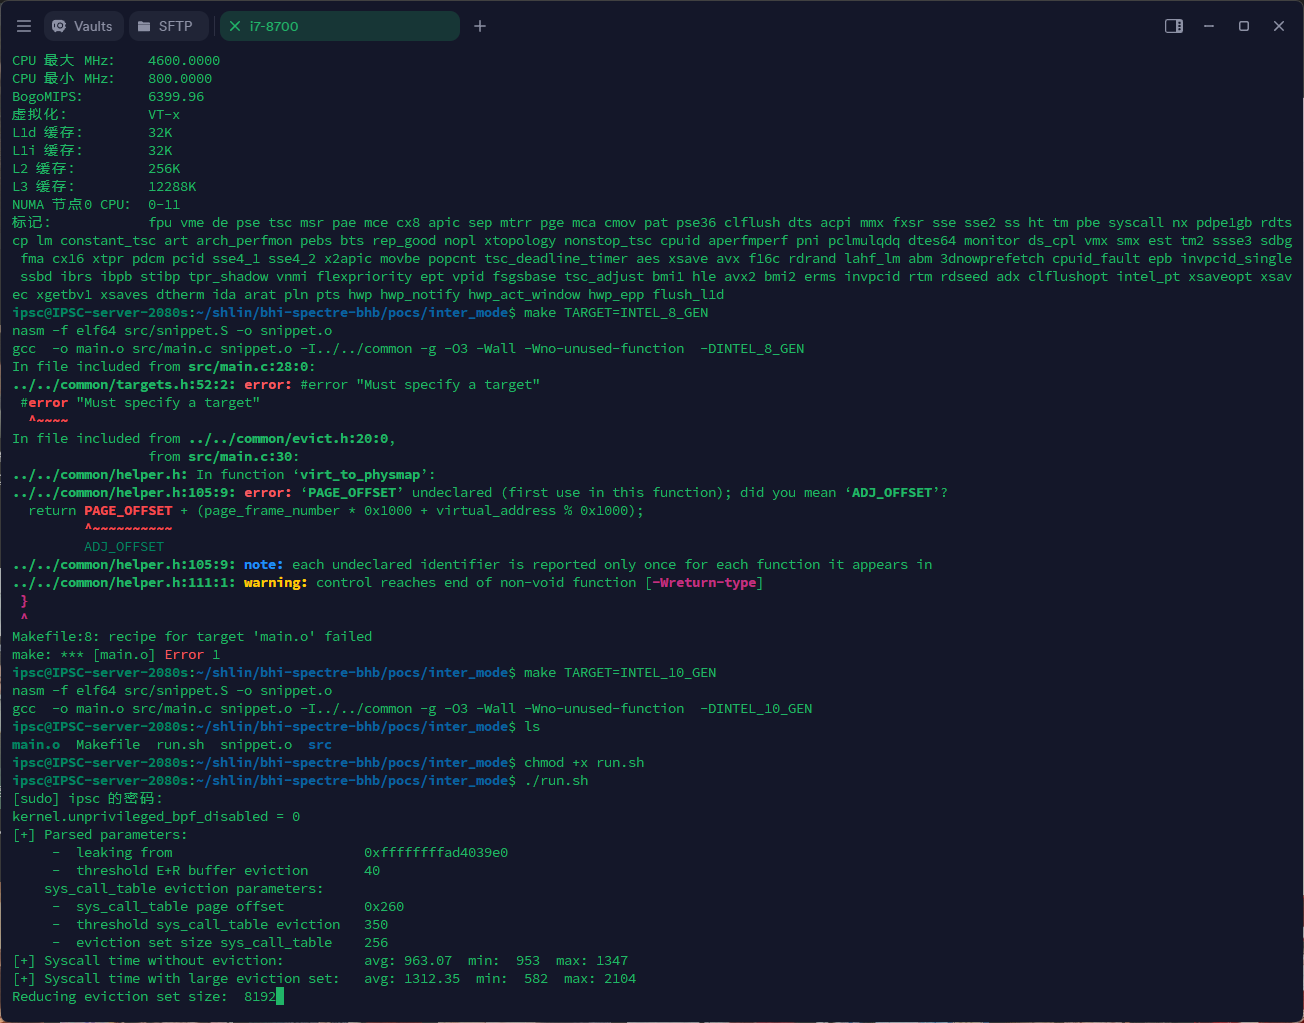 Vaults
SFTP
i7-8700
CPU 最大 MHz: 4600.0000
CPU 最小 MHz: 800.0000
BogoMIPS: 6399.96
虚拟化: VT-x
L1d 缓存: 32K
L1i 缓存: 32K
L2 缓存: 256K
L3 缓存: 12288K
NUMA 节点0 CPU: 0-11
标记: fpu vme de pse tsc msr pae mce cx8 apic sep mtrr pge mca cmov pat pse36 clflush dts acpi mmx fxsr sse sse2 ss ht tm pbe syscall nx pdpe1gb rdts
cp lm constant_tsc art arch_perfmon pebs bts rep_good nopl xtopology nonstop_tsc cpuid aperfmperf pni pclmulqdq dtes64 monitor ds_cpl vmx smx est tm2 ssse3 sdbg
fma cx16 xtpr pdcm pcid sse4_1 sse4_2 x2apic movbe popcnt tsc_deadline_timer aes xsave avx f16c rdrand lahf_lm abm 3dnowprefetch cpuid_fault epb invpcid_single
ssbd ibrs ibpb stibp tpr_shadow vnmi flexpriority ept vpid fsgsbase tsc_adjust bmi1 hle avx2 bmi2 erms invpcid rtm rdseed adx clflushopt intel_pt xsaveopt xsav
ec xgetbv1 xsaves dtherm ida arat pln pts hwp hwp_notify hwp_act_window hwp_epp flush_l1d
ipsc@IPSC-server-2080s:~/shlin/bhi-spectre-bhb/pocs/inter_mode$ make TARGET=INTEL_8_GEN
nasm -f elf64 src/snippet.S -o snippet.o
gcc  -o main.o src/main.c snippet.o -I../../common -g -O3 -Wall -Wno-unused-function  -DINTEL_8_GEN
In file included from src/main.c:28:0:
../../common/targets.h:52:2: error: #error "Must specify a target"
#error "Must specify a target"
^~~~~
In file included from ../../common/evict.h:20:0,
from src/main.c:30:
../../common/helper.h: In function ‘virt_to_physmap’:
../../common/helper.h:105:9: error: ‘PAGE_OFFSET’ undeclared (first use in this function); did you mean ‘ADJ_OFFSET’?
return PAGE_OFFSET + (page_frame_number * 0x1000 + virtual_address % 0x1000);
^~~~~~~~~~~
ADJ_OFFSET
../../common/helper.h:105:9: note: each undeclared identifier is reported only once for each function it appears in
../../common/helper.h:111:1: warning: control reaches end of non-void function [-Wreturn-type]
}
^
Makefile:8: recipe for target 'main.o' failed
make: *** [main.o] Error 1
ipsc@IPSC-server-2080s:~/shlin/bhi-spectre-bhb/pocs/inter_mode$ make TARGET=INTEL_10_GEN
nasm -f elf64 src/snippet.S -o snippet.o
gcc  -o main.o src/main.c snippet.o -I../../common -g -O3 -Wall -Wno-unused-function  -DINTEL_10_GEN
ipsc@IPSC-server-2080s:~/shlin/bhi-spectre-bhb/pocs/inter_mode$ ls
main.o  Makefile  run.sh  snippet.o  src
ipsc@IPSC-server-2080s:~/shlin/bhi-spectre-bhb/pocs/inter_mode$ chmod +x run.sh
ipsc@IPSC-server-2080s:~/shlin/bhi-spectre-bhb/pocs/inter_mode$ ./run.sh
[sudo] ipsc 的密码:
kernel.unprivileged_bpf_disabled = 0
[+] Parsed parameters:
-  leaking from 0xffffffffad4039e0
-  threshold E+R buffer eviction 40
sys_call_table eviction parameters:
-  sys_call_table page offset 0x260
-  threshold sys_call_table eviction 350
-  eviction set size sys_call_table 256
[+] Syscall time without eviction: avg: 963.07  min:  953  max: 1347
[+] Syscall time with large eviction set: avg: 1312.35  min:  582  max: 2104
Reducing eviction set size:  8192